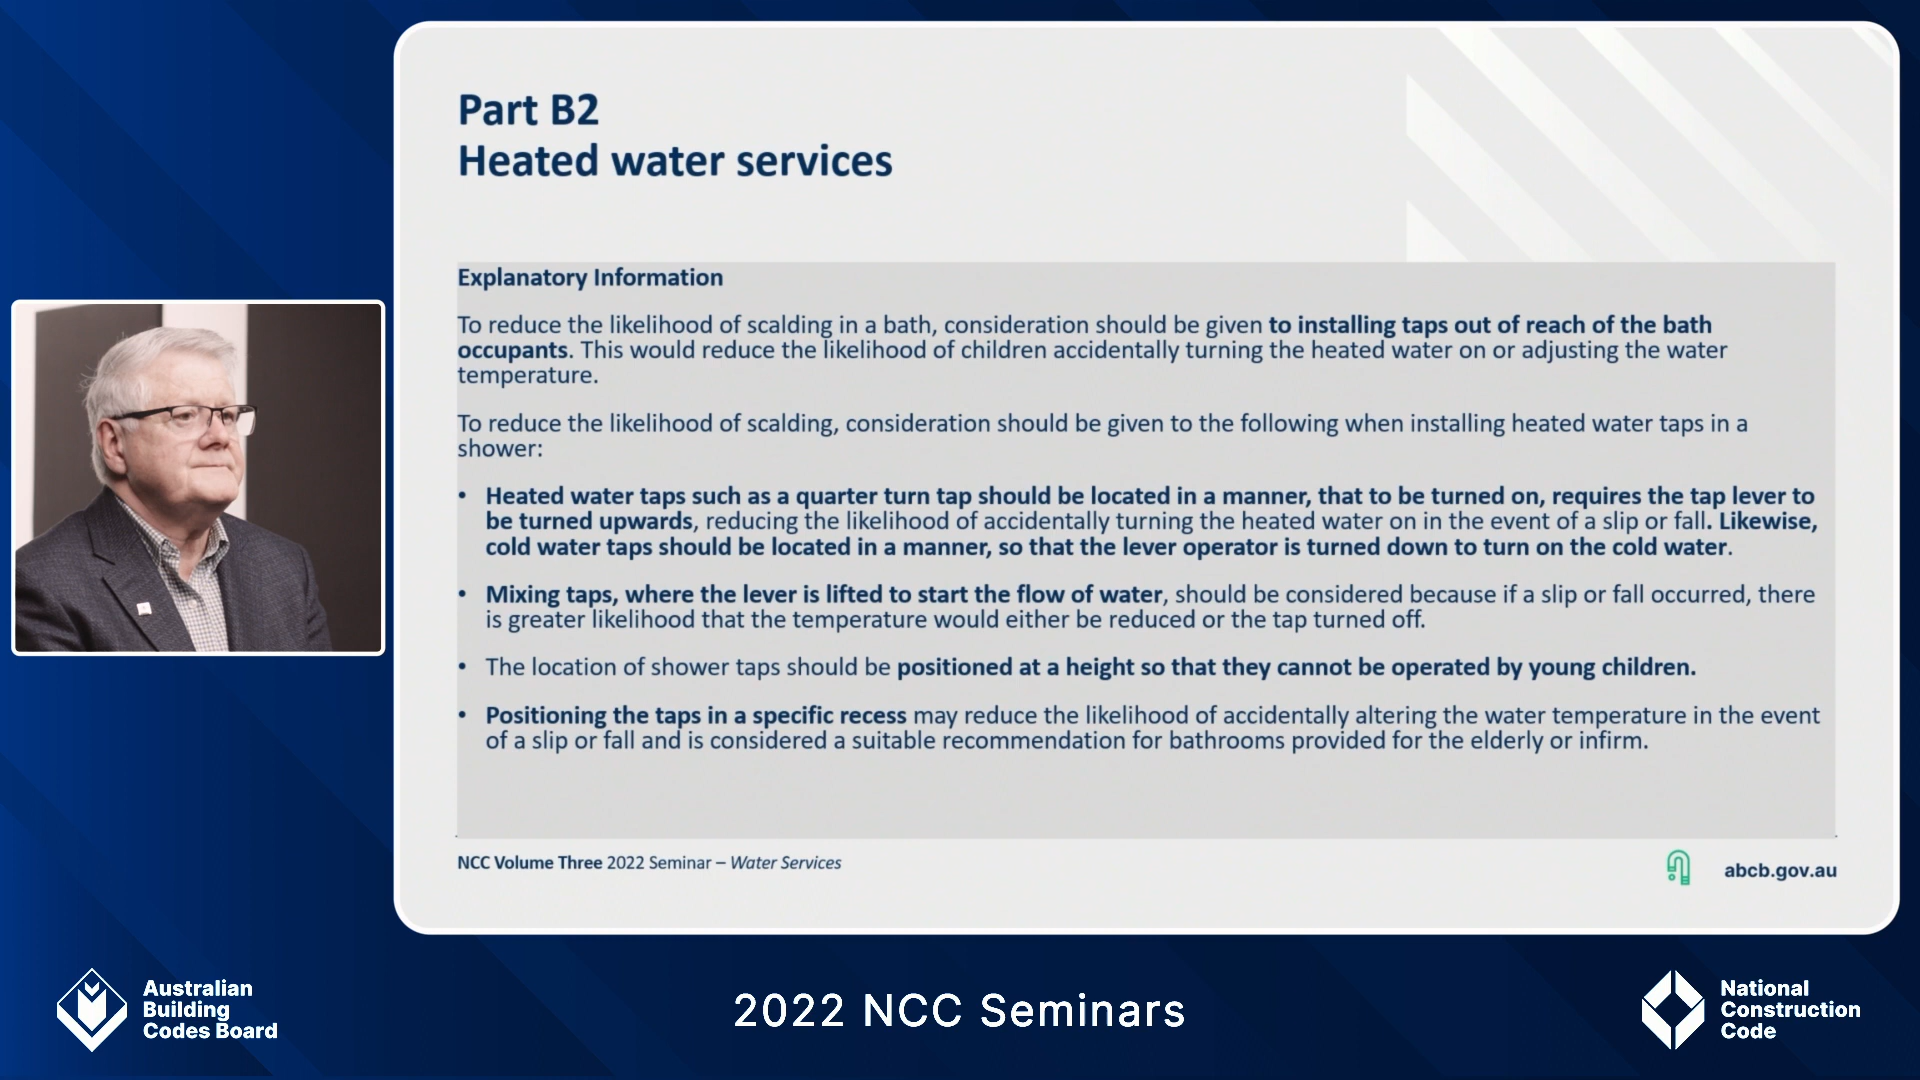 Part B2
Heated water services
Explanatory Information
To reduce the likelihood of scalding in a bath, consideration should be given to installing taps out of reach of the bath
occupants. This would reduce the likelihood of children accidentally turning the heated water on or adjusting the water
temperature.
To reduce the likelihood of scalding, consideration should be given to the following when installing heated water taps in a
shower:
• Heated water taps such as a quarter turn tap should be located in a manner, that to be turned on, requires the tap lever to
be turned upwards, reducing the likelihood of accidentally turning the heated water on in the event of a slip or fall. Likewise,
cold water taps should be located in a manner, so that the lever operator is turned down to turn on the cold water.
• Mixing taps, where the lever is lifted to start the flow of water, should be considered because if a slip or fall occurred, there
is greater likelihood that the temperature would either be reduced or the tap turned off.
• The location of shower taps should be positioned at a height so that they cannot be operated by young children.
• Positioning the taps in a specific recess may reduce the likelihood of accidentally altering the water temperature in the event
of a slip or fall and is considered a suitable recommendation for bathrooms provided for the elderly or infirm.
NCC Volume Three 2022 Seminar – Water Services
abcb.gov.au
Australian
Building
Codes Board
2022 NCC Seminars
National
Construction
Code